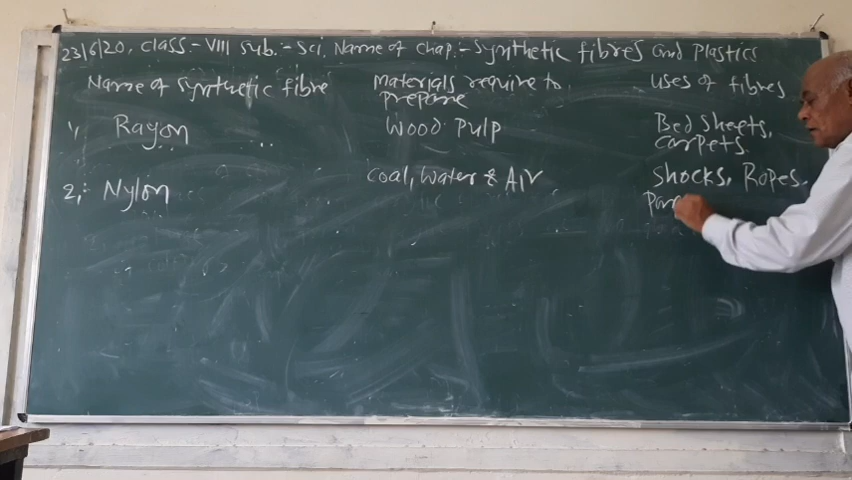 23/6/20, Class:- VIII Sub:- Sci. Name of Chap:- Synthetic fibres and Plastics
Name of Synthetic fibre Materials require to prepare Uses of fibres
1, Rayon Wood Pulp Bed Sheets, carpets.
2, Nylon Coal, Water & Air Shocks, Ropes,
Par